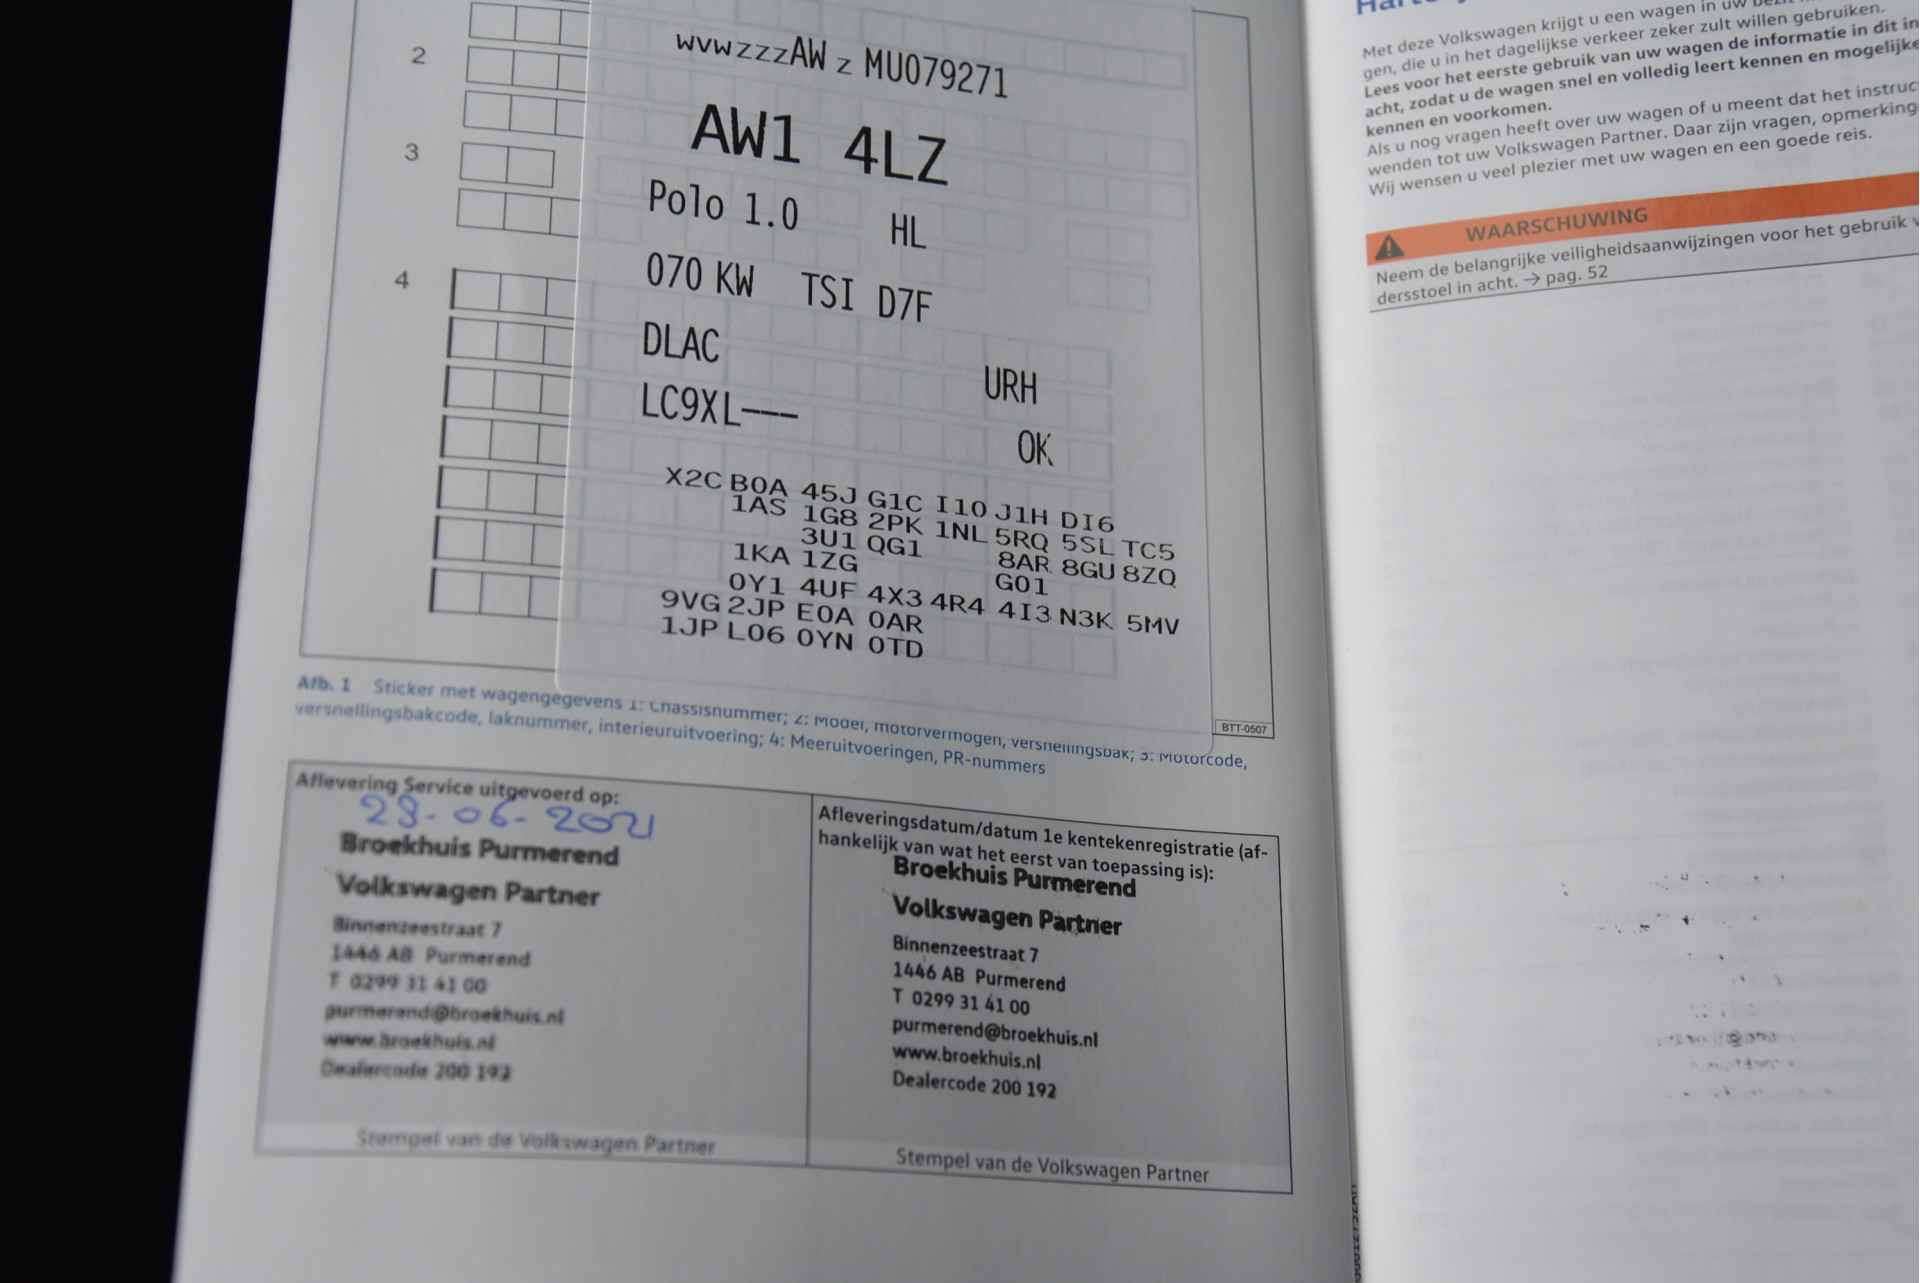 2
3
4
WVWZZZAW Z MU079271
AW1 4LZ
Polo 1.0 HL
070 KW TSI D7F
DLAC
URH
LC9XL---
OK
X2C B0A 45J G1C I10 J1H DI6
1AS 1G8 2PK 1NL 5RQ 5SL TC5
3U1 QG1 8AR 8GU 8ZQ
1KA 1ZG G01
0Y1 4UF 4X3 4R4 4I3 N3K 5MV
9VG 2JP E0A 0AR
1JP L06 0YN 0TD
BTT-0507
Afb. 1 Sticker met wagengegevens 1: Chassisnummer; 2: Model, motorvermogen, versnellingsbak; 3: Motorcode,
versnellingsbakcode, laknummer, interieuruitvoering; 4: Meeruitvoeringen, PR-nummers
Aflevering Service uitgevoerd op:
Broekhuis Purmerend
Volkswagen Partner
Binnenzeestraat 7
1446 AB Purmerend
T 0299 31 41 00
purmerend@broekhuis.nl
www.broekhuis.nl
Dealercode 200 192
Stempel van de Volkswagen Partner
Afleveringsdatum/datum 1e kentekenregistratie (af-
hankelijk van wat het eerst van toepassing is):
Broekhuis Purmerend
Volkswagen Partner
Binnenzeestraat 7
1446 AB Purmerend
T 0299 31 41 00
purmerend@broekhuis.nl
www.broekhuis.nl
Dealercode 200 192
Stempel van de Volkswagen Partner
Met deze Volkswagen krijgt u een wagen in uw
gen, die u in het dagelijkse verkeer zeker zult willen gebruiken.
Lees voor het eerste gebruik van uw wagen de informatie in dit in
acht, zodat u de wagen snel en volledig leert kennen en mogelijke
kennen en voorkomen.
Als u nog vragen heeft over uw wagen of u meent dat het instruc
wenden tot uw Volkswagen Partner. Daar zijn vragen, opmerking
Wij wensen u veel plezier met uw wagen en een goede reis.
WAARSCHUWING
Neem de belangrijke veiligheidsaanwijzingen voor het gebruik v
dersstoel in acht. → pag. 52